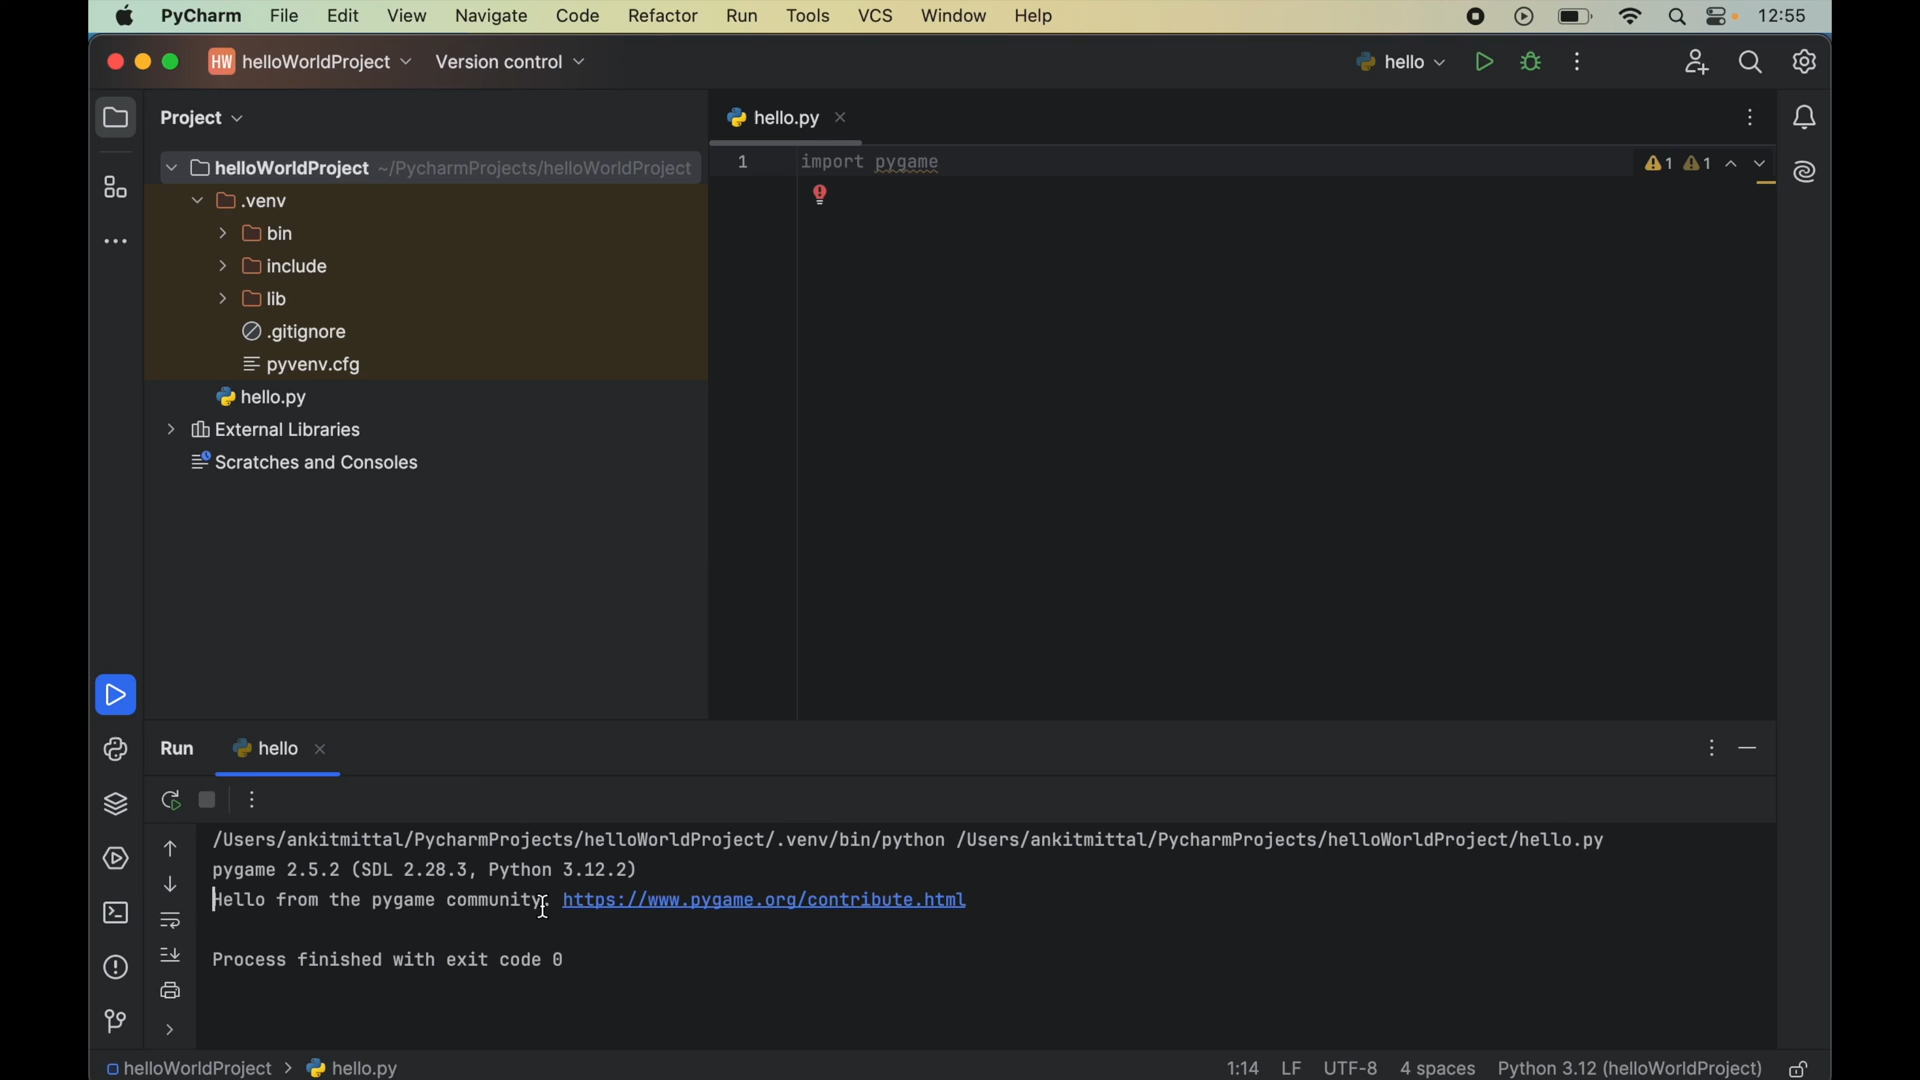 PyCharm File Edit View Navigate Code Refactor Run Tools VCS Window Help 12:55
HW helloWorldProject Version control hello
Project
hello.py
helloWorldProject ~/PycharmProjects/helloWorldProject
1 import pygame
1 1
.venv
bin
include
lib
.gitignore
pyvenv.cfg
hello.py
External Libraries
Scratches and Consoles
Run hello
/Users/ankitmittal/PycharmProjects/helloWorldProject/.venv/bin/python /Users/ankitmittal/PycharmProjects/helloWorldProject/hello.py
pygame 2.5.2 (SDL 2.28.3, Python 3.12.2)
Hello from the pygame community. https://www.pygame.org/contribute.html
Process finished with exit code 0
helloWorldProject > hello.py 1:14 LF UTF-8 4 spaces Python 3.12 (helloWorldProject)